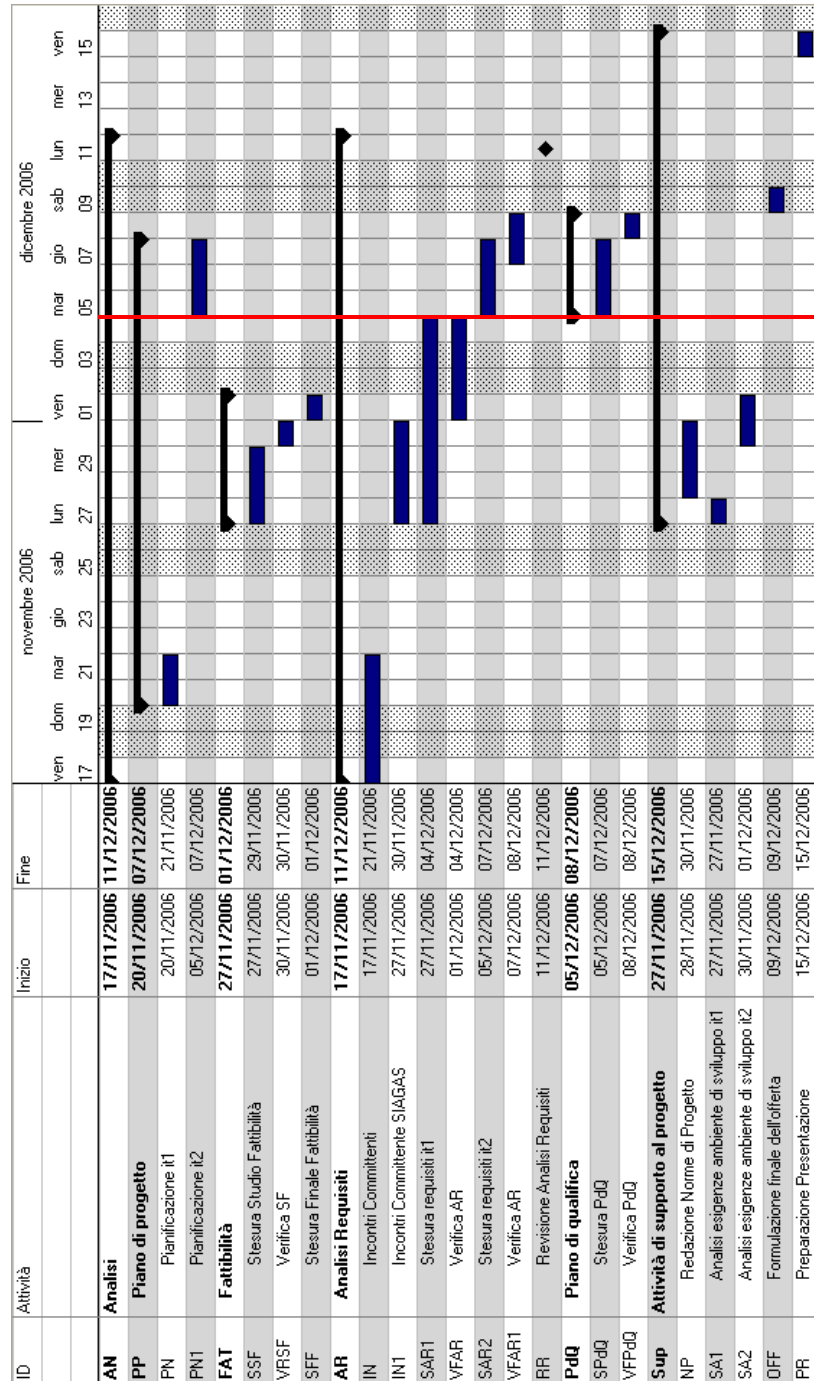 ID Attività Inizio Fine novembre 2006 dicembre 2006
ven dom mar gio sab lun mer ven dom mar gio sab lun mer ven
17 19 21 23 25 27 29 01 03 05 07 09 11 13 15
AN Analisi 17/11/2006 11/12/2006
PP Piano di progetto 20/11/2006 07/12/2006
PN Pianificazione it1 20/11/2006 21/11/2006
PN1 Pianificazione it2 05/12/2006 07/12/2006
FAT Fattibilità 27/11/2006 01/12/2006
SSF Stesura Studio Fattibilità 27/11/2006 29/11/2006
VRSF Verifica SF 30/11/2006 30/11/2006
SFF Stesura Finale Fattibilità 01/12/2006 01/12/2006
AR Analisi Requisiti 17/11/2006 11/12/2006
IN Incontri Committenti 17/11/2006 21/11/2006
IN1 Incontri Committente SIAGAS 27/11/2006 30/11/2006
SAR1 Stesura requisiti it1 27/11/2006 04/12/2006
VFAR Verifica AR 01/12/2006 04/12/2006
SAR2 Stesura requisiti it2 05/12/2006 07/12/2006
VFAR1 Verifica AR 07/12/2006 08/12/2006
RR Revisione Analisi Requisiti 11/12/2006 11/12/2006
PdQ Piano di qualifica 05/12/2006 08/12/2006
SPdQ Stesura PdQ 05/12/2006 07/12/2006
VFPdQ Verifica PdQ 08/12/2006 08/12/2006
Sup Attività di supporto al progetto 27/11/2006 15/12/2006
NP Redazione Norme di Progetto 28/11/2006 30/11/2006
SA1 Analisi esigenze ambiente di sviluppo it1 27/11/2006 27/11/2006
SA2 Analisi esigenze ambiente di sviluppo it2 30/11/2006 01/12/2006
OFF Formulazione finale dell'offerta 09/12/2006 09/12/2006
PR Preparazione Presentazione 15/12/2006 15/12/2006